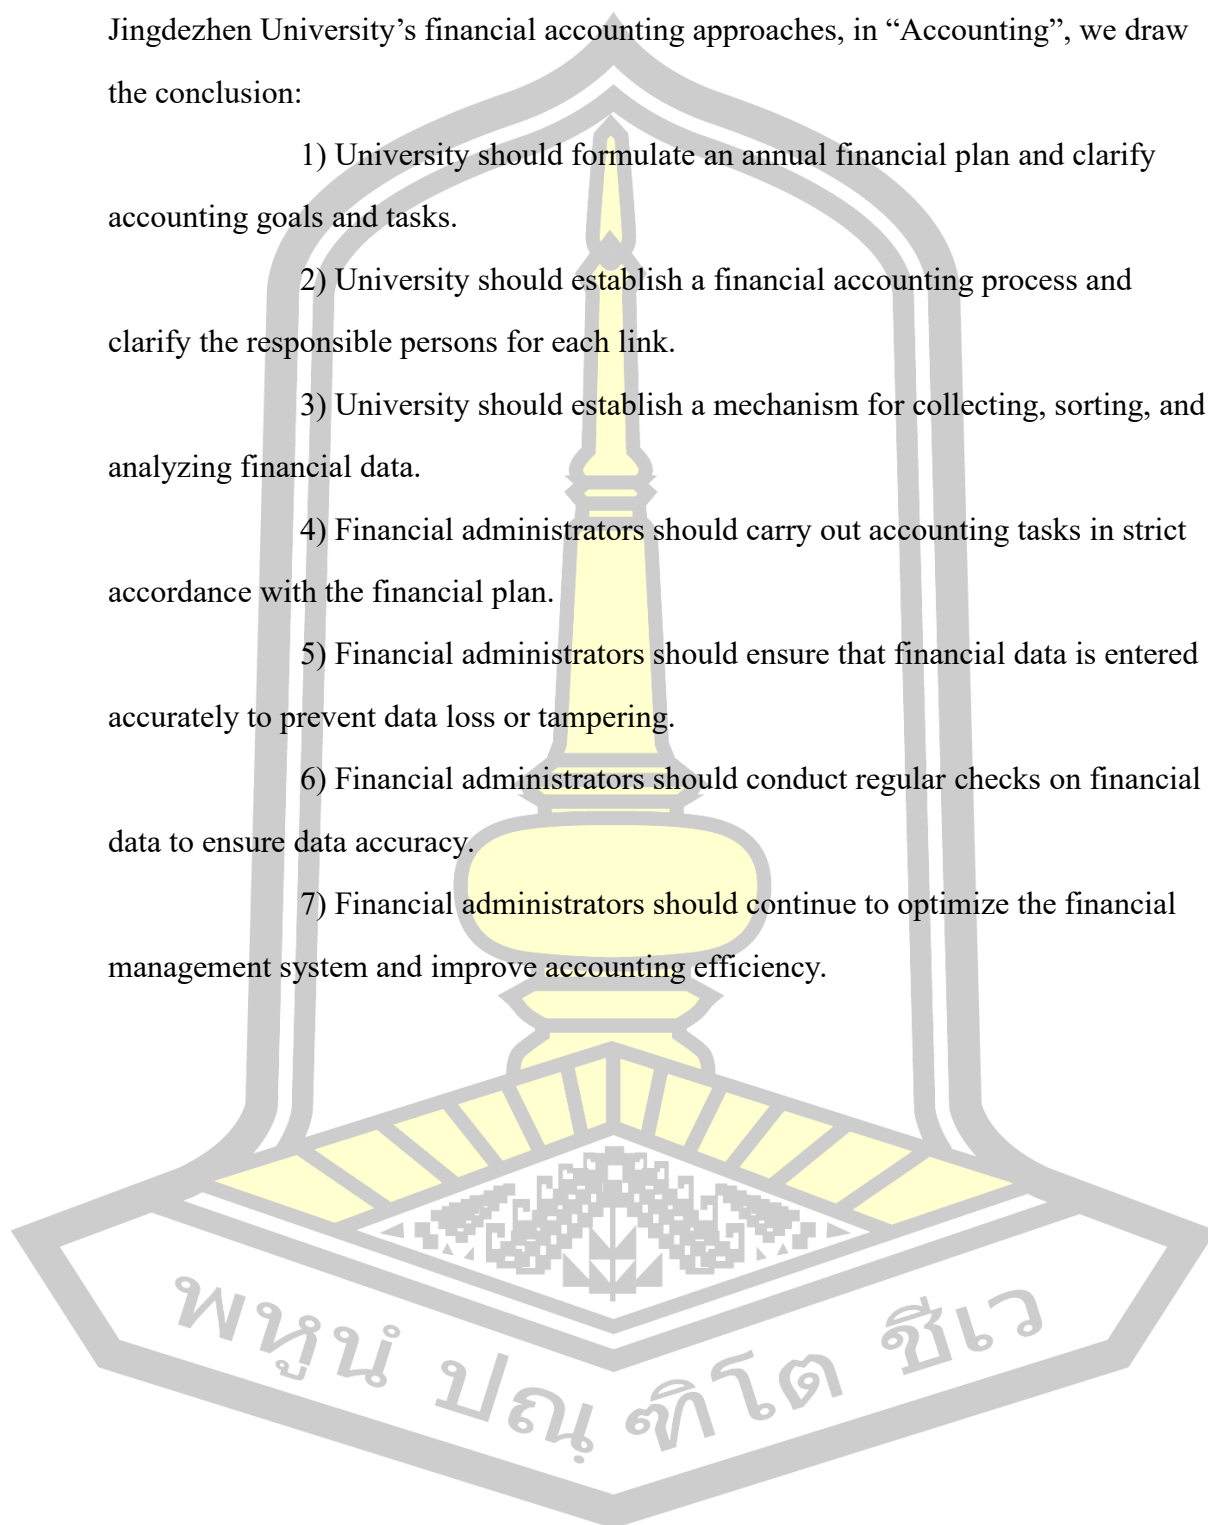 Jingdezhen University’s financial accounting approaches, in “Accounting”, we draw
the conclusion:
1) University should formulate an annual financial plan and clarify
accounting goals and tasks.
2) University should establish a financial accounting process and
clarify the responsible persons for each link.
3) University should establish a mechanism for collecting, sorting, and
analyzing financial data.
4) Financial administrators should carry out accounting tasks in strict
accordance with the financial plan.
5) Financial administrators should ensure that financial data is entered
accurately to prevent data loss or tampering.
6) Financial administrators should conduct regular checks on financial
data to ensure data accuracy.
7) Financial administrators should continue to optimize the financial
management system and improve accounting efficiency.
พหูนํ ปณฺฑิโต ชีเว